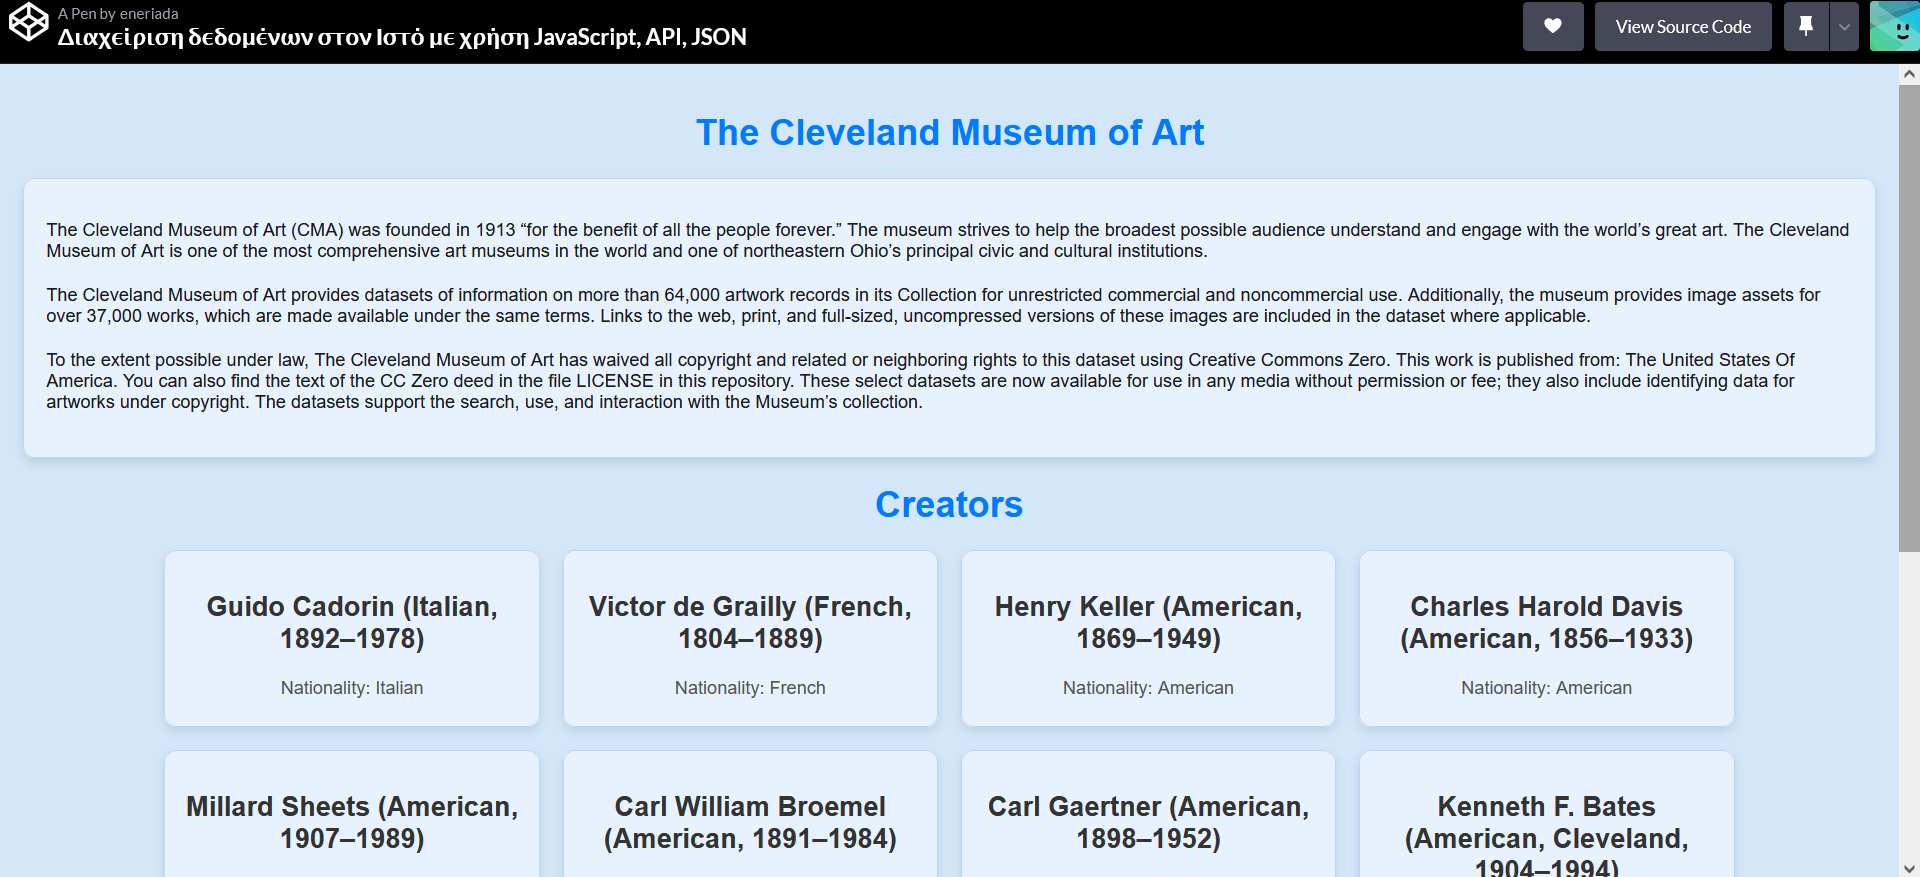 A Pen by eneriada
Διαχείριση δεδομένων στον Ιστό με χρήση JavaScript, API, JSON
View Source Code
The Cleveland Museum of Art
The Cleveland Museum of Art (CMA) was founded in 1913 “for the benefit of all the people forever.” The museum strives to help the broadest possible audience understand and engage with the world’s great art. The Cleveland
Museum of Art is one of the most comprehensive art museums in the world and one of northeastern Ohio’s principal civic and cultural institutions.
The Cleveland Museum of Art provides datasets of information on more than 64,000 artwork records in its Collection for unrestricted commercial and noncommercial use. Additionally, the museum provides image assets for
over 37,000 works, which are made available under the same terms. Links to the web, print, and full-sized, uncompressed versions of these images are included in the dataset where applicable.
To the extent possible under law, The Cleveland Museum of Art has waived all copyright and related or neighboring rights to this dataset using Creative Commons Zero. This work is published from: The United States Of
America. You can also find the text of the CC Zero deed in the file LICENSE in this repository. These select datasets are now available for use in any media without permission or fee; they also include identifying data for
artworks under copyright. The datasets support the search, use, and interaction with the Museum’s collection.
Creators
Guido Cadorin (Italian,
1892–1978)
Nationality: Italian
Victor de Grailly (French,
1804–1889)
Nationality: French
Henry Keller (American,
1869–1949)
Nationality: American
Charles Harold Davis
(American, 1856–1933)
Nationality: American
Millard Sheets (American,
1907–1989)
Carl William Broemel
(American, 1891–1984)
Carl Gaertner (American,
1898–1952)
Kenneth F. Bates
(American, Cleveland,
1904–1994)